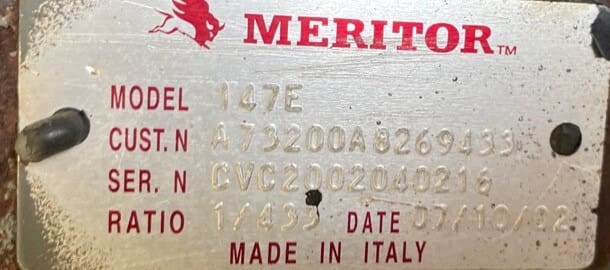 MERITOR™
MODEL 147E
CUST. N A73200A8269433
SER. N CVC2002040216
RATIO 1/433 DATE 07/10/02
MADE IN ITALY